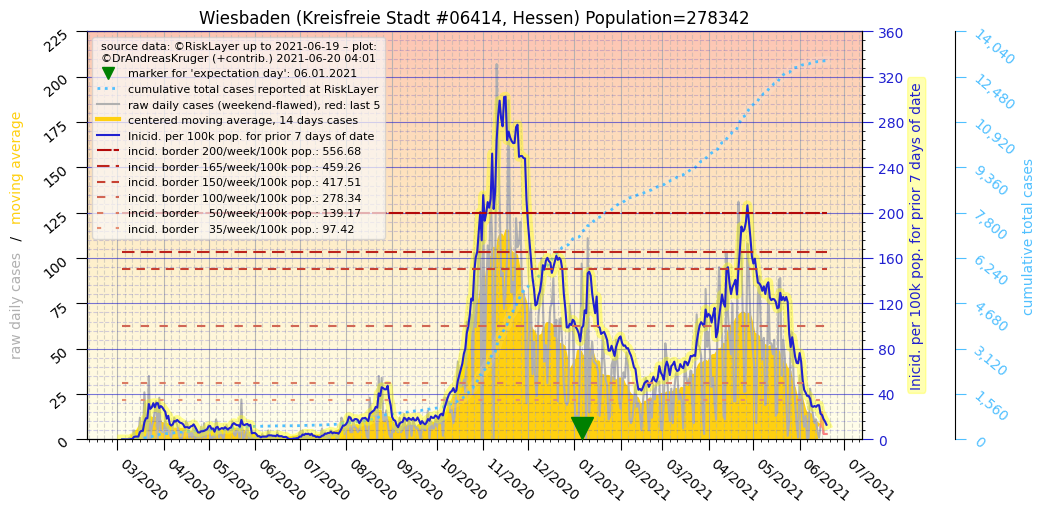 Wiesbaden (Kreisfreie Stadt #06414, Hessen) Population=278342
source data: ©RiskLayer up to 2021-06-19 – plot:
©DrAndreasKruger (+contrib.) 2021-06-20 04:01
marker for 'expectation day': 06.01.2021
cumulative total cases reported at RiskLayer
raw daily cases (weekend-flawed), red: last 5
centered moving average, 14 days cases
Inicid. per 100k pop. for prior 7 days of date
incid. border 200/week/100k pop.: 556.68
incid. border 165/week/100k pop.: 459.26
incid. border 150/week/100k pop.: 417.51
incid. border 100/week/100k pop.: 278.34
incid. border   50/week/100k pop.: 139.17
incid. border   35/week/100k pop.: 97.42
raw daily cases / moving average
225
200
175
150
125
100
75
50
25
0
03/2020
04/2020
05/2020
06/2020
07/2020
08/2020
09/2020
10/2020
11/2020
12/2020
01/2021
02/2021
03/2021
04/2021
05/2021
06/2021
07/2021
360
320
280
240
200
160
120
80
40
0
Inicid. per 100k pop. for prior 7 days of date
14,040
12,480
10,920
9,360
7,800
6,240
4,680
3,120
1,560
0
cumulative total cases